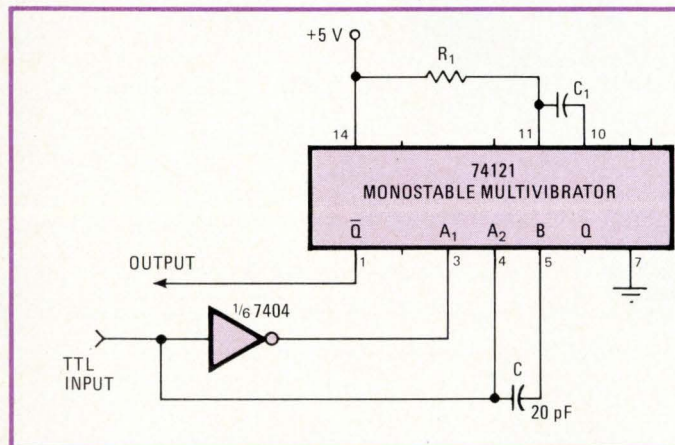 +5 V
R1
C1
14
11
10
74121
MONOSTABLE MULTIVIBRATOR
Q̅
A1
A2
B
Q
1
3
4
5
7
OUTPUT
1/6 7404
TTL
INPUT
C
20 pF